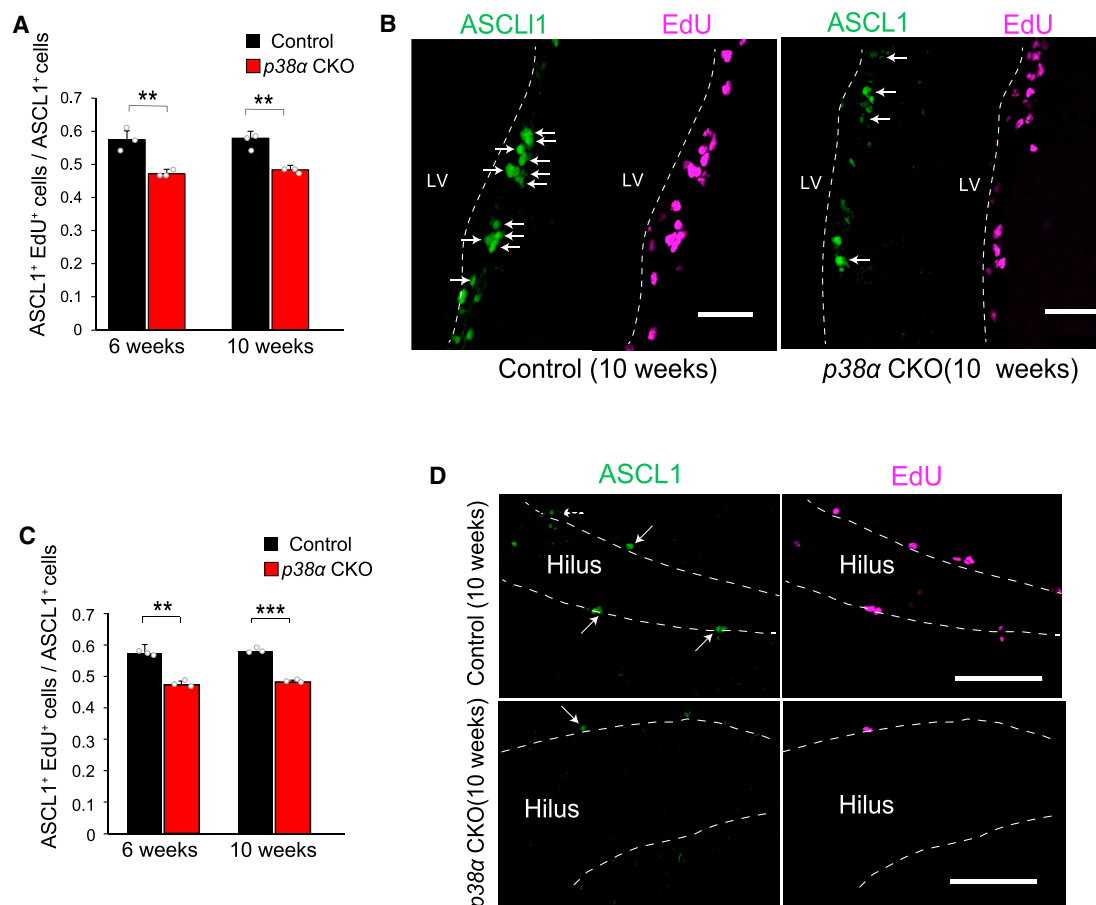 A
Control
p38α CKO
ASCL1⁺ EdU⁺ cells / ASCL1⁺ cells
0.7
0.6
0.5
0.4
0.3
0.2
0.1
0
**
**
6 weeks
10 weeks
B
ASCLI1
EdU
ASCL1
EdU
LV
LV
LV
LV
Control (10 weeks)
p38α CKO(10 weeks)
C
Control
p38α CKO
ASCL1⁺ EdU⁺ cells / ASCL1⁺ cells
0.7
0.6
0.5
0.4
0.3
0.2
0.1
0
**
***
6 weeks
10 weeks
D
ASCL1
EdU
Control (10 weeks)
Hilus
Hilus
p38α CKO(10 weeks)
Hilus
Hilus